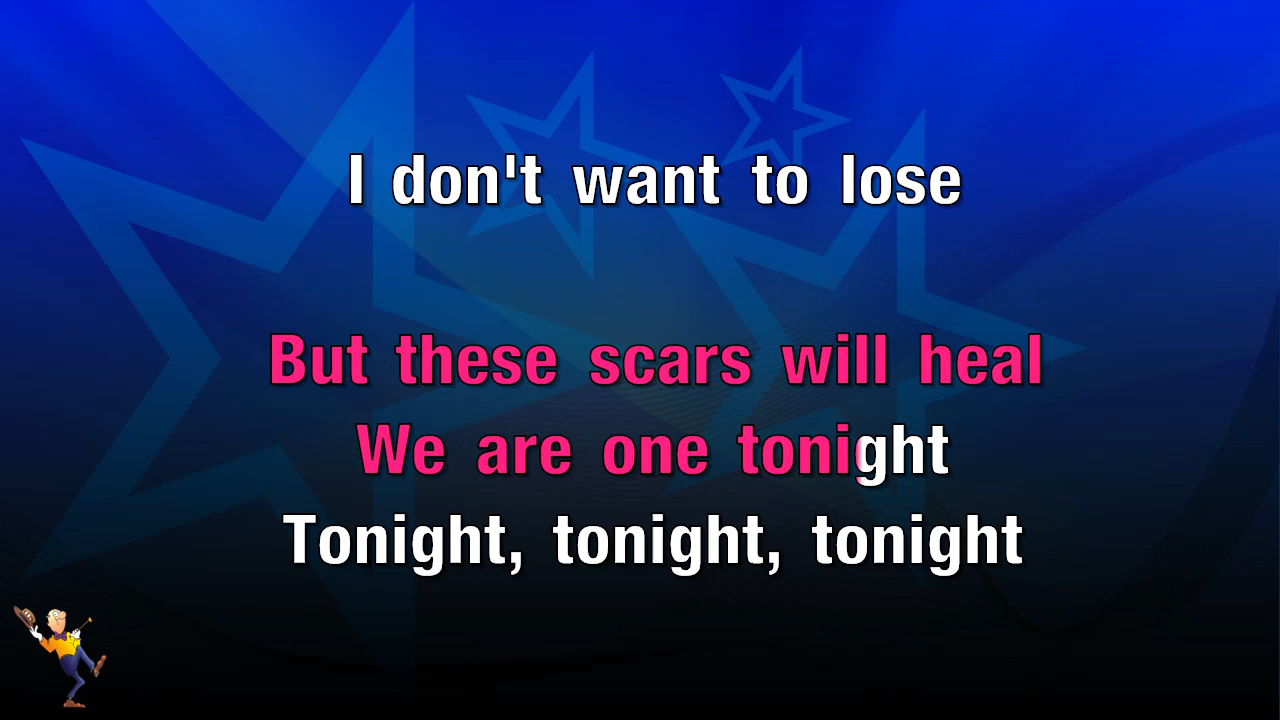 I don't want to lose
But these scars will heal
We are one tonight
Tonight, tonight, tonight